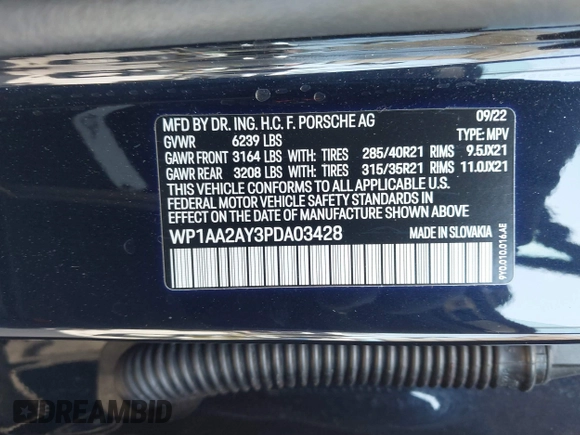 MFD BY DR. ING. H.C. F. PORSCHE AG 09/22
GVWR 6239 LBS TYPE: MPV
GAWR FRONT 3164 LBS WITH: TIRES 285/40R21 RIMS 9.5JX21
GAWR REAR 3208 LBS WITH: TIRES 315/35R21 RIMS 11.0JX21
THIS VEHICLE CONFORMS TO ALL APPLICABLE U.S.
FEDERAL MOTOR VEHICLE SAFETY STANDARDS IN
EFFECT ON THE DATE OF MANUFACTURE SHOWN ABOVE
WP1AA2AY3PDA03428 MADE IN SLOVAKIA
9Y0.010.016.AE
DREAMBID